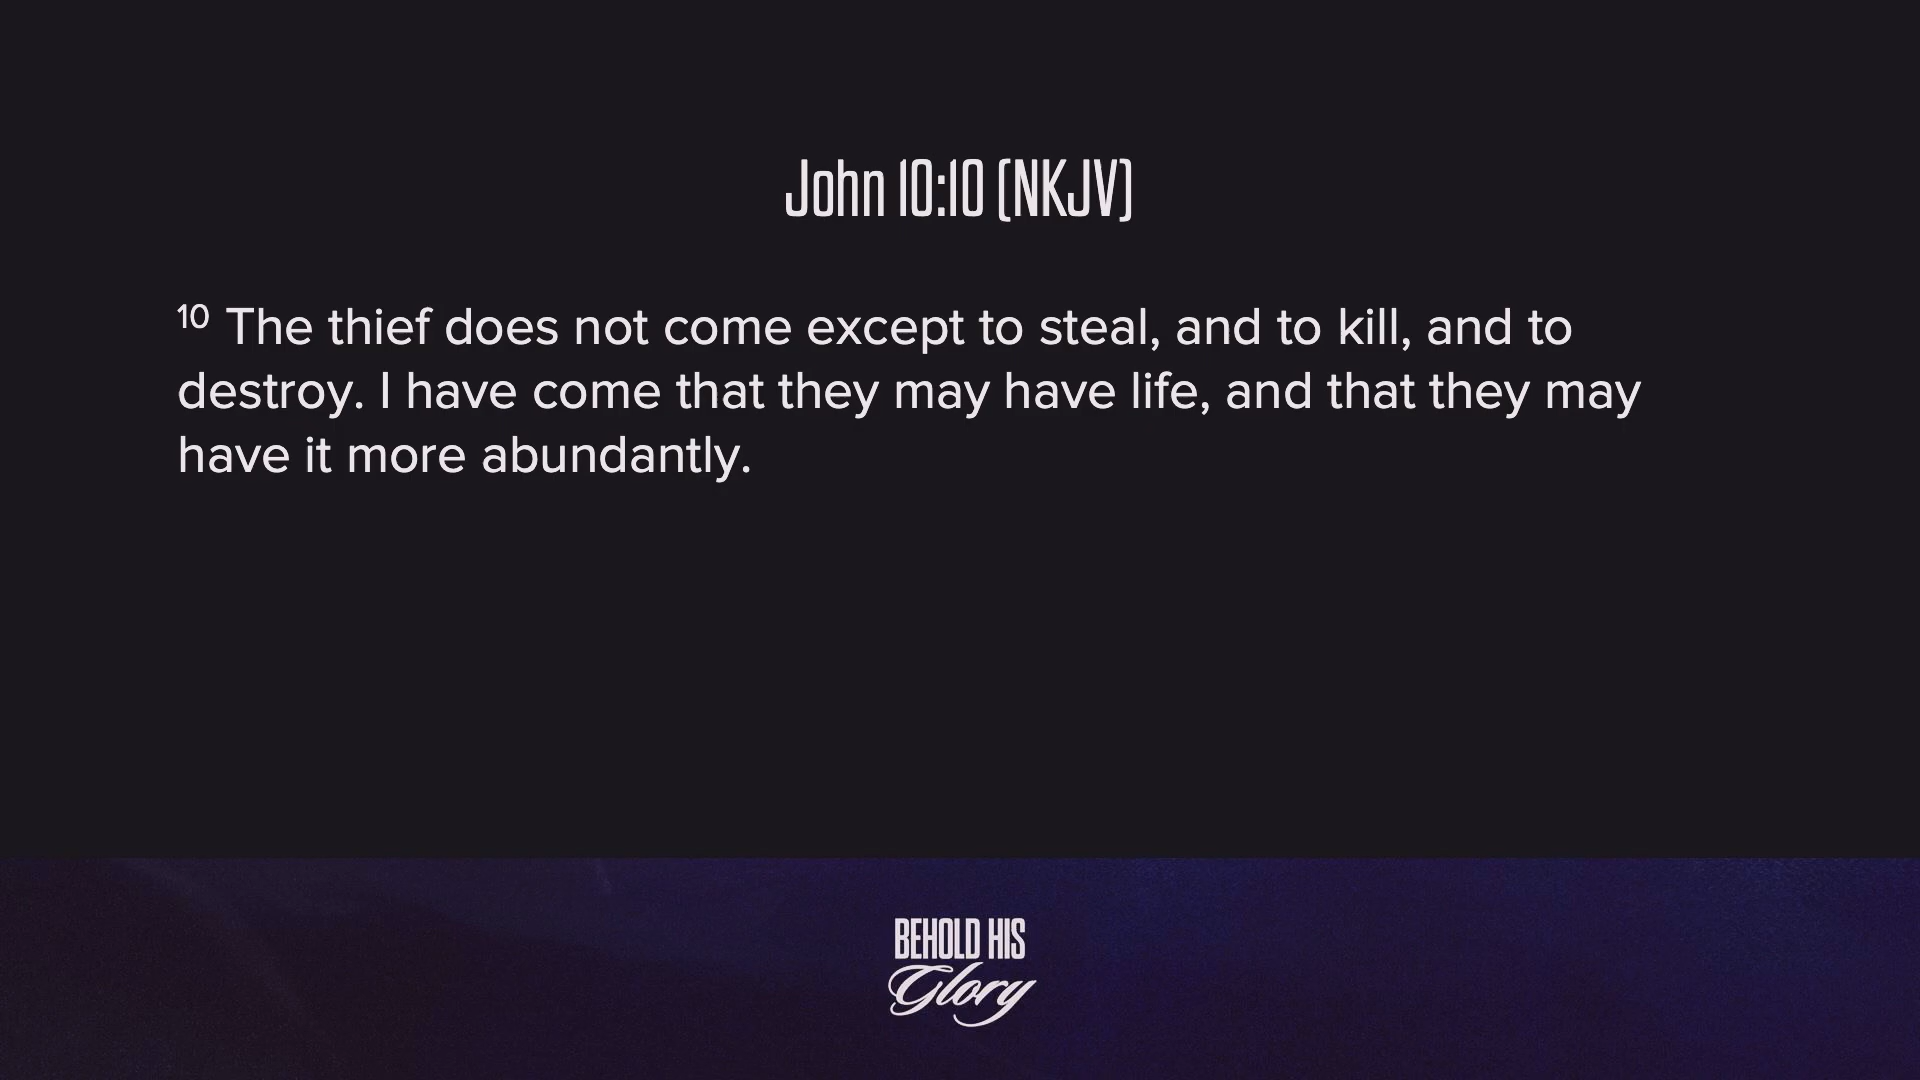 John 10:10 (NKJV)
10 The thief does not come except to steal, and to kill, and to
destroy. I have come that they may have life, and that they may
have it more abundantly.
BEHOLD HIS
Glory